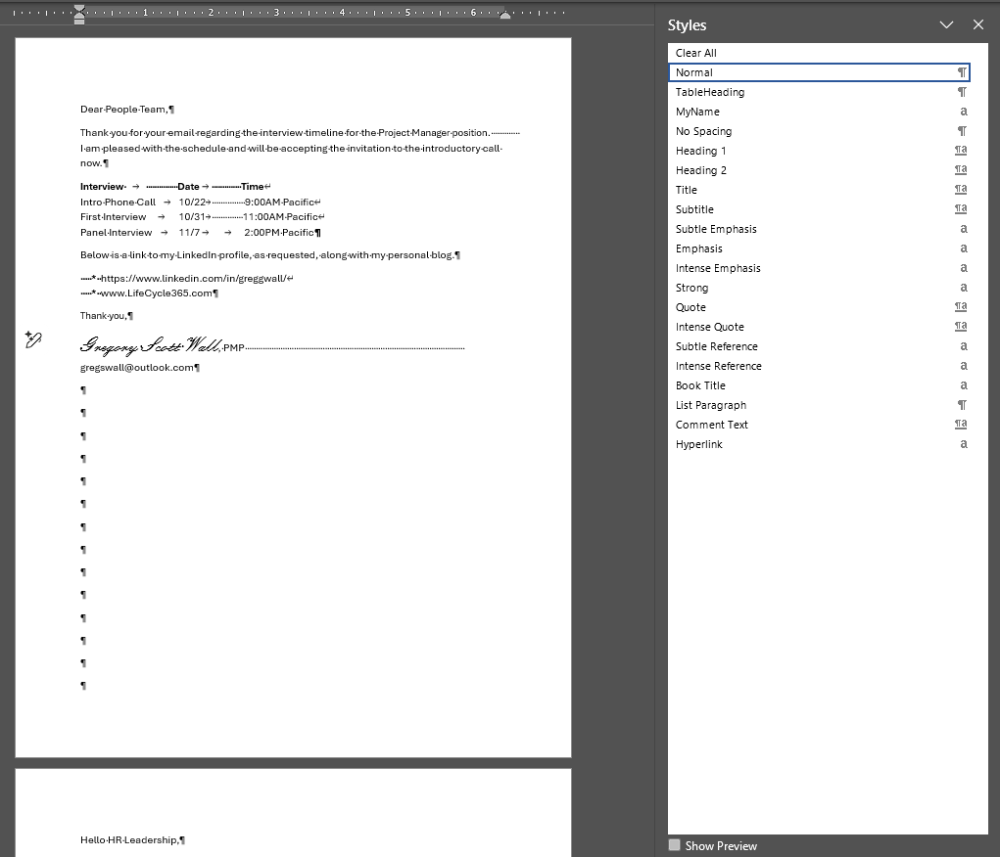 1 2 3 4 5 6
Styles
Clear All
Normal ¶
TableHeading ¶
MyName a
No Spacing ¶
Heading 1 ¶a
Heading 2 ¶a
Title ¶a
Subtitle ¶a
Subtle Emphasis a
Emphasis a
Intense Emphasis a
Strong a
Quote ¶a
Intense Quote ¶a
Subtle Reference a
Intense Reference a
Book Title a
List Paragraph ¶
Comment Text ¶a
Hyperlink a
Show Preview
Dear·People·Team,¶
Thank·you·for·your·email·regarding·the·interview·timeline·for·the·Project·Manager·position.·············
I·am·pleased·with·the·schedule·and·will·be·accepting·the·invitation·to·the·introductory·call·
now.¶
Interview· → ··············Date → ·············Time↵
Intro·Phone·Call → 10/22→··············9:00AM·Pacific↵
First·Interview → 10/31→·············11:00AM·Pacific↵
Panel·Interview → 11/7→ → 2:00PM·Pacific¶
Below·is·a·link·to·my·LinkedIn·profile,·as·requested,·along·with·my·personal·blog.¶
·····*··https://www.linkedin.com/in/greggwall/↵
·····*··www.LifeCycle365.com¶
Thank·you,¶
Gregory·Scott·Wall,·PMP··········································································
gregswall@outlook.com¶
¶
¶
¶
¶
¶
¶
¶
¶
¶
¶
¶
¶
¶
¶
Hello·HR·Leadership,¶